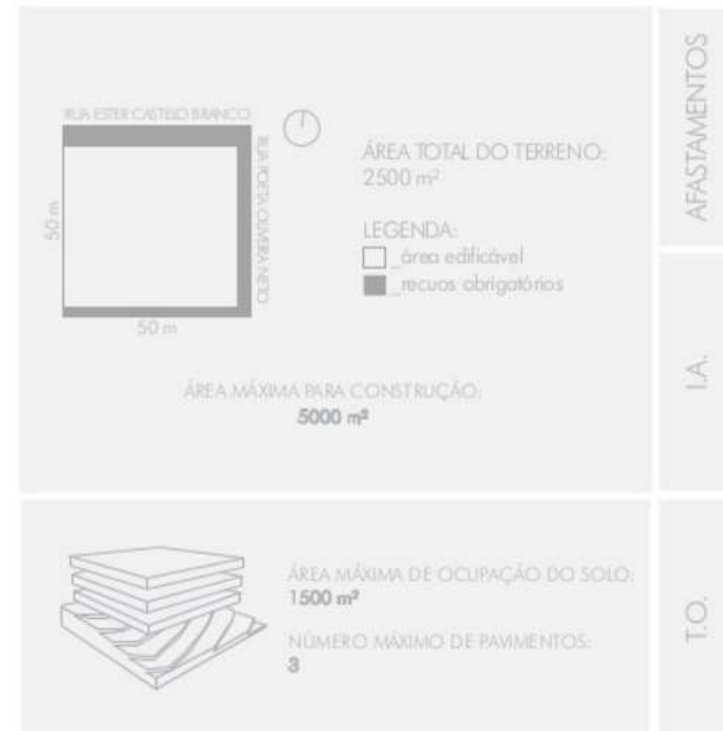 RUA ESTER CASTELO BRANCO
RUA POETA OLIVEIRA NETO
50 m
50 m
ÁREA TOTAL DO TERRENO:
2500 m²
LEGENDA:
_área edificável
_recuos obrigatórios
ÁREA MÁXIMA PARA CONSTRUÇÃO:
5000 m²
AFASTAMENTOS
I.A.
ÁREA MÁXIMA DE OCUPAÇÃO DO SOLO:
1500 m²
NÚMERO MÁXIMO DE PAVIMENTOS:
3
T.O.